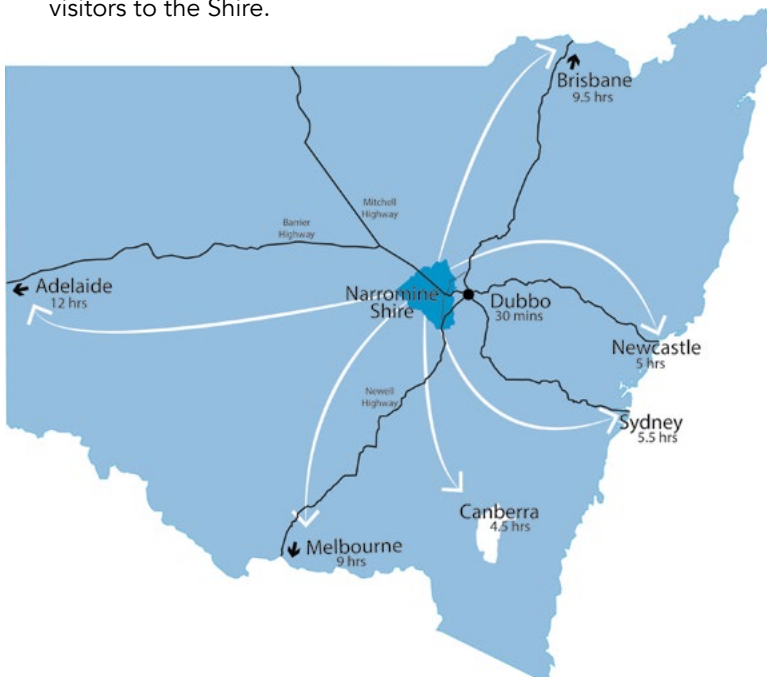 visitors to the Shire.
Brisbane
9.5 hrs
Mitchell
Highway
Barrier
Highway
Adelaide
12 hrs
Narromine
Shire
Dubbo
30 mins
Newcastle
5 hrs
Newell
Highway
Sydney
5.5 hrs
Canberra
4.5 hrs
Melbourne
9 hrs